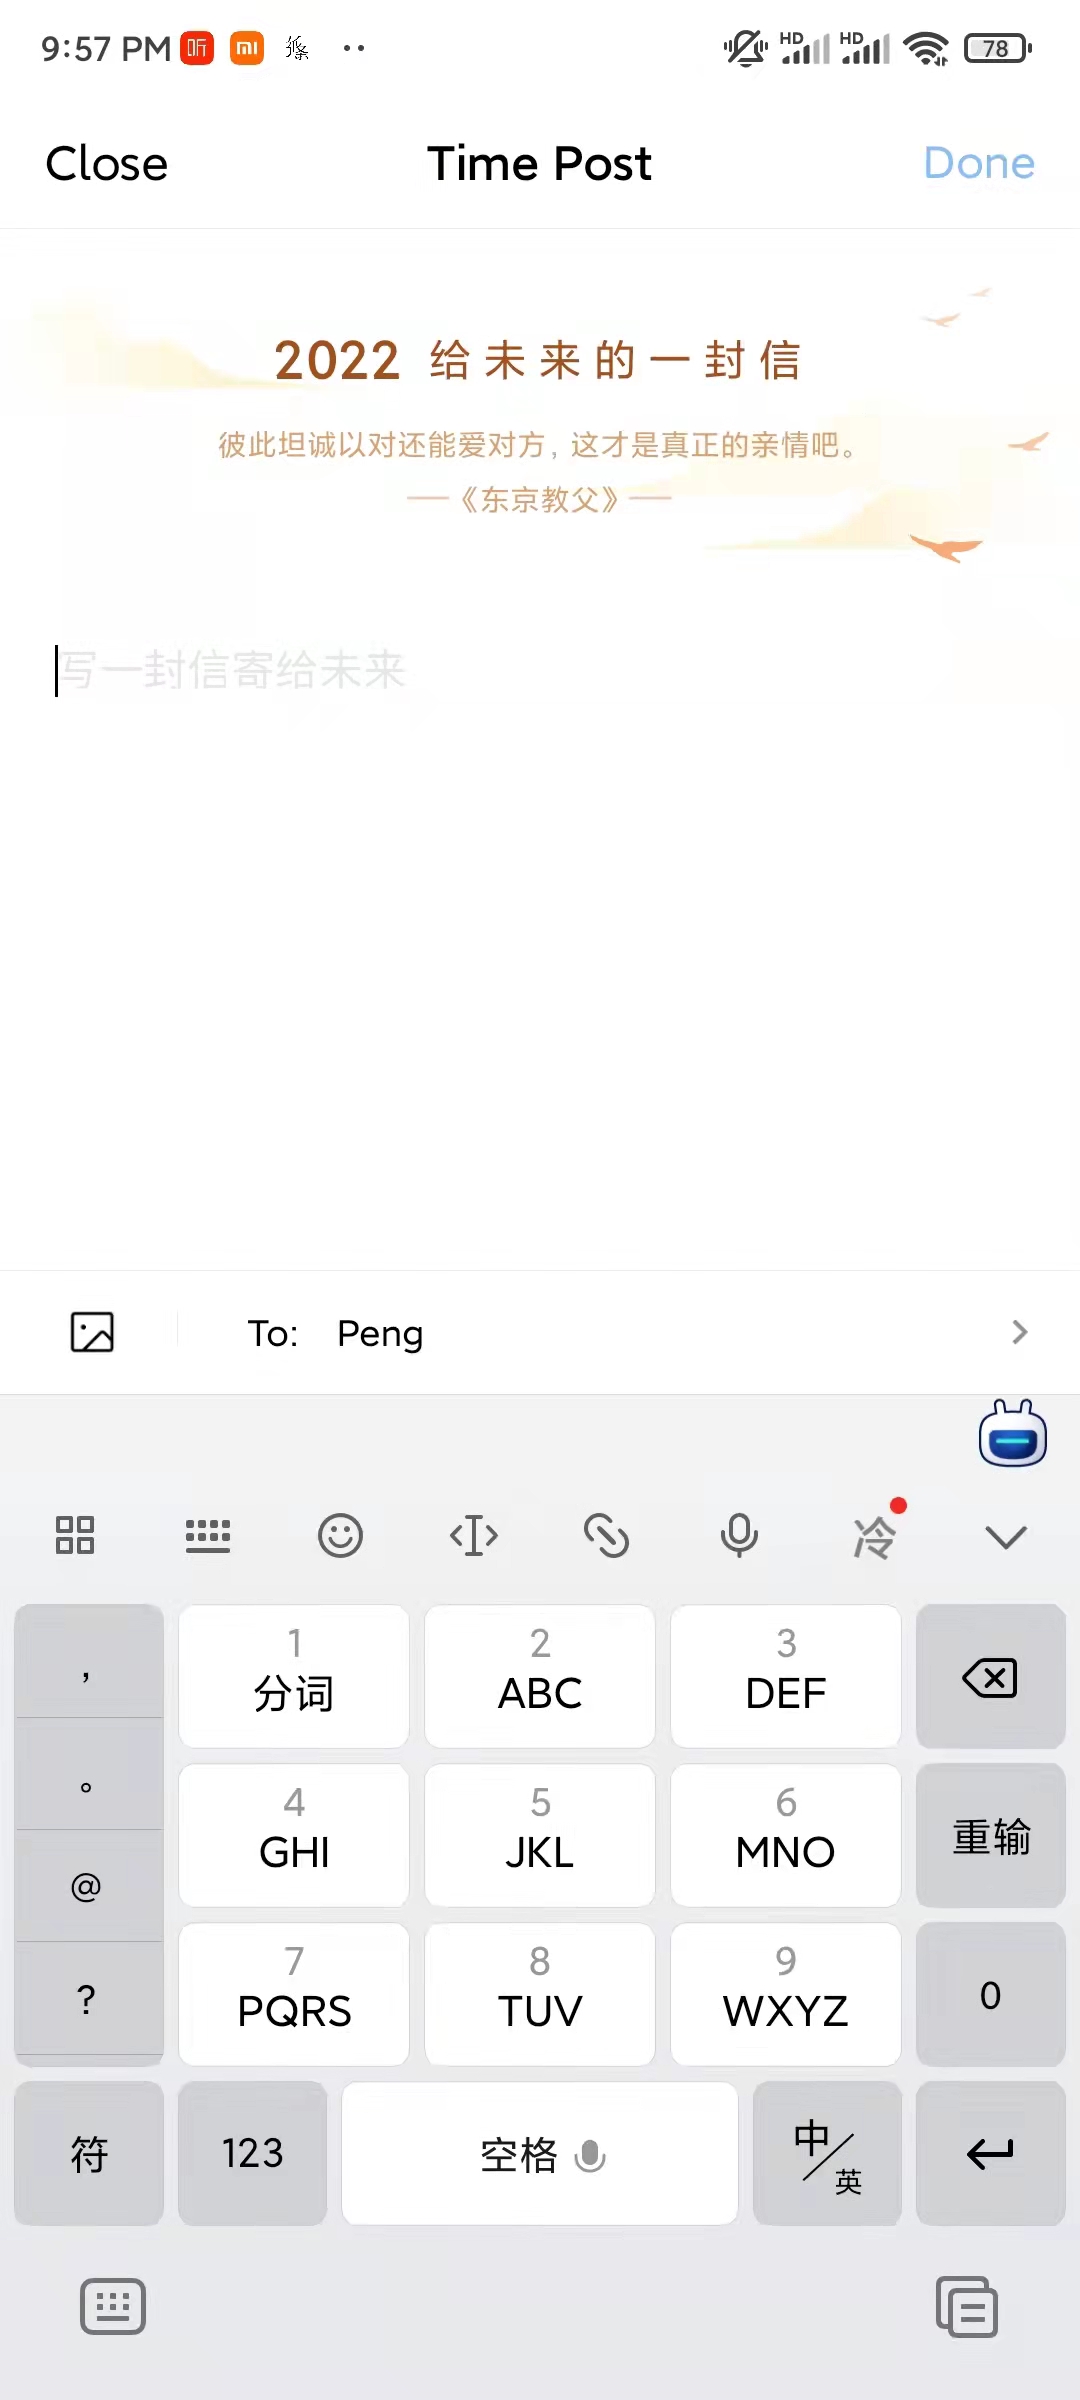 9:57 PM 听 HD HD 78
Close Time Post Done
2022 给未来的一封信
彼此坦诚以对还能爱对方，这才是真正的亲情吧。
——《东京教父》——
写一封信寄给未来
To: Peng
冷
, 1 2 3
分词 ABC DEF
。 4 5 6
GHI JKL MNO 重输
@
7 8 9
? PQRS TUV WXYZ 0
符 123 空格 中/英